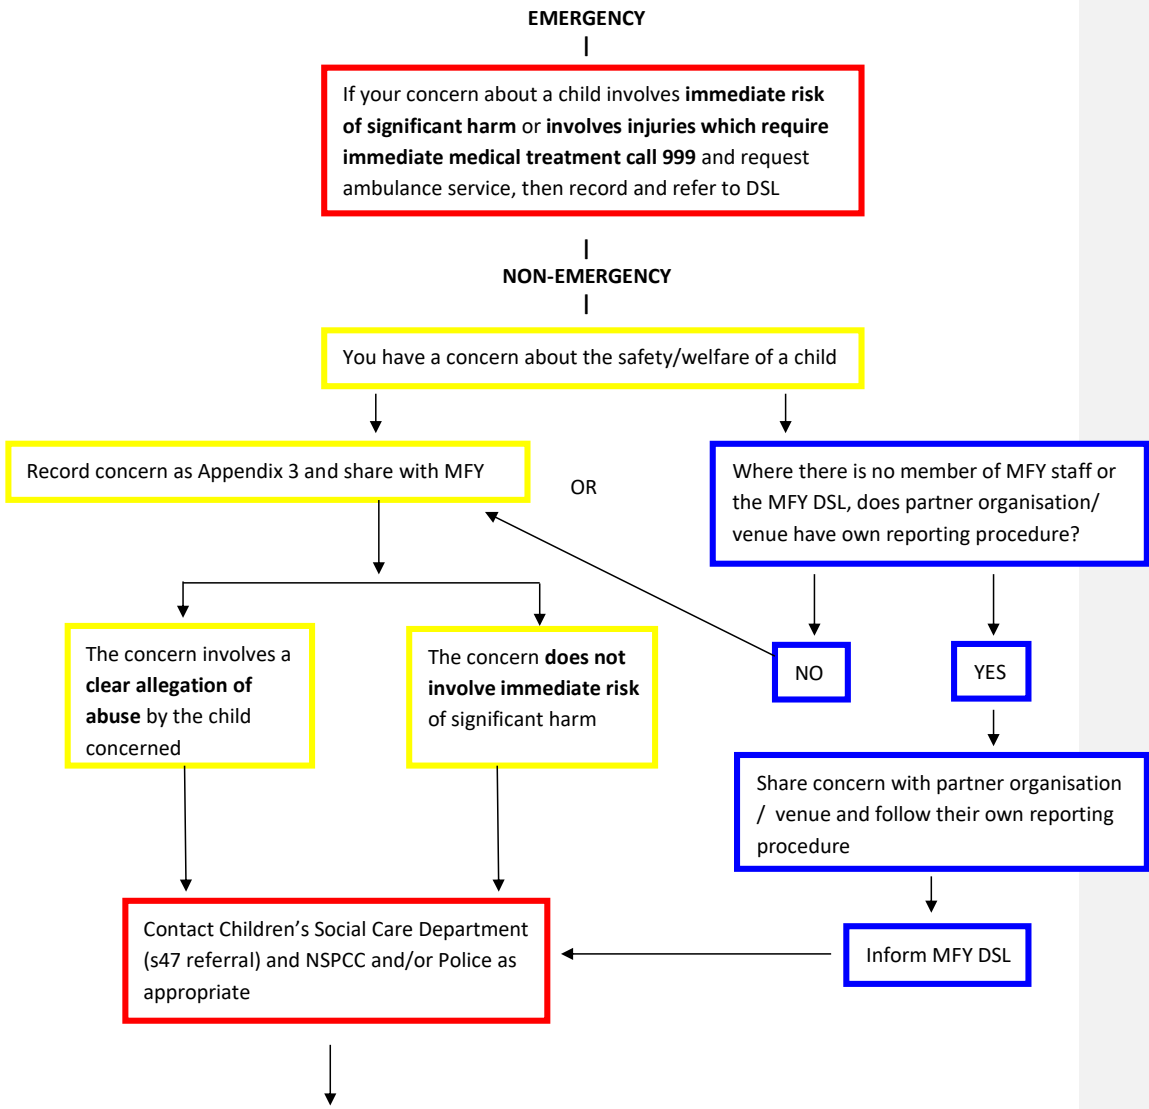 EMERGENCY
If your concern about a child involves immediate risk
of significant harm or involves injuries which require
immediate medical treatment call 999 and request
ambulance service, then record and refer to DSL
NON-EMERGENCY
You have a concern about the safety/welfare of a child
Record concern as Appendix 3 and share with MFY
OR
Where there is no member of MFY staff or
the MFY DSL, does partner organisation/
venue have own reporting procedure?
The concern involves a
clear allegation of
abuse by the child
concerned
The concern does not
involve immediate risk
of significant harm
NO
YES
Share concern with partner organisation
/ venue and follow their own reporting
procedure
Contact Children’s Social Care Department
(s47 referral) and NSPCC and/or Police as
appropriate
Inform MFY DSL